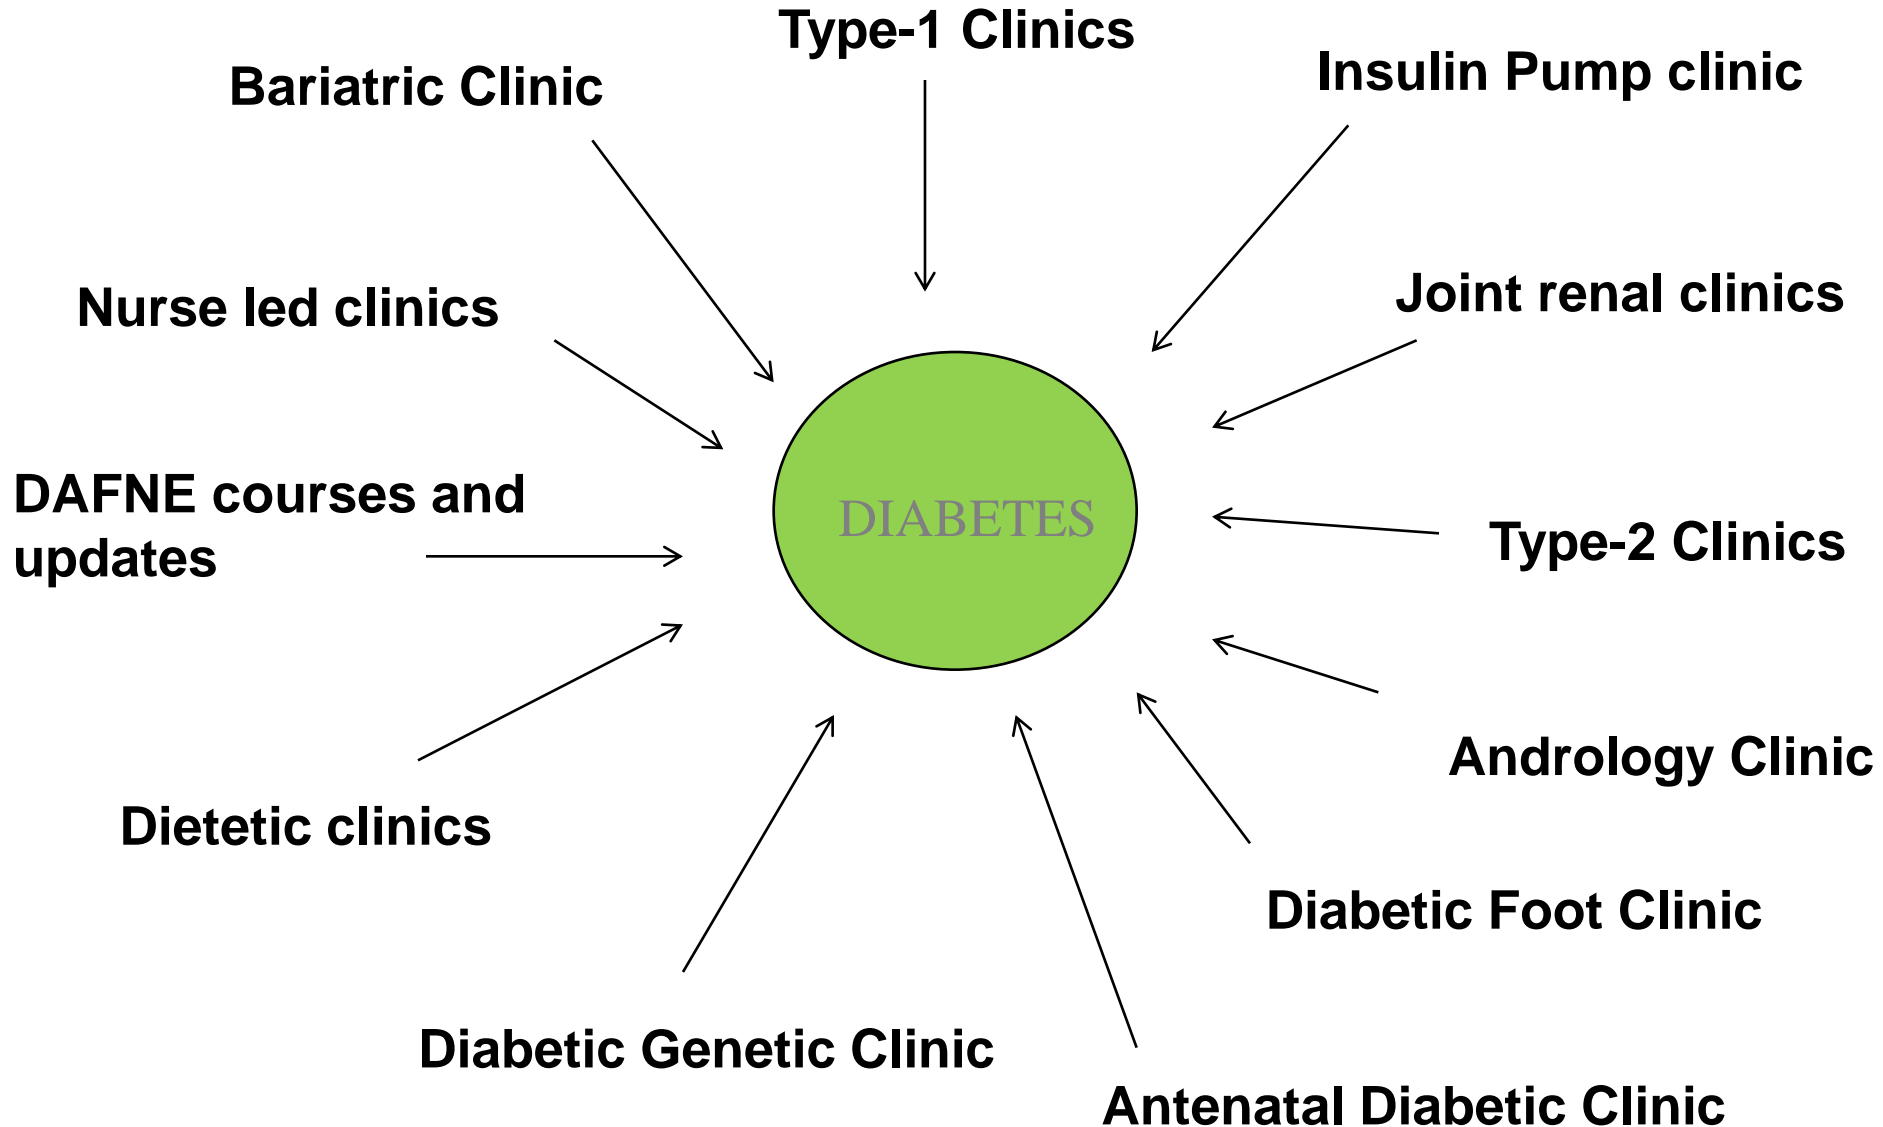 Type-1 Clinics
Bariatric Clinic
Insulin Pump clinic
Nurse led clinics
Joint renal clinics
DAFNE courses and
updates
DIABETES
Type-2 Clinics
Andrology Clinic
Dietetic clinics
Diabetic Foot Clinic
Diabetic Genetic Clinic
Antenatal Diabetic Clinic